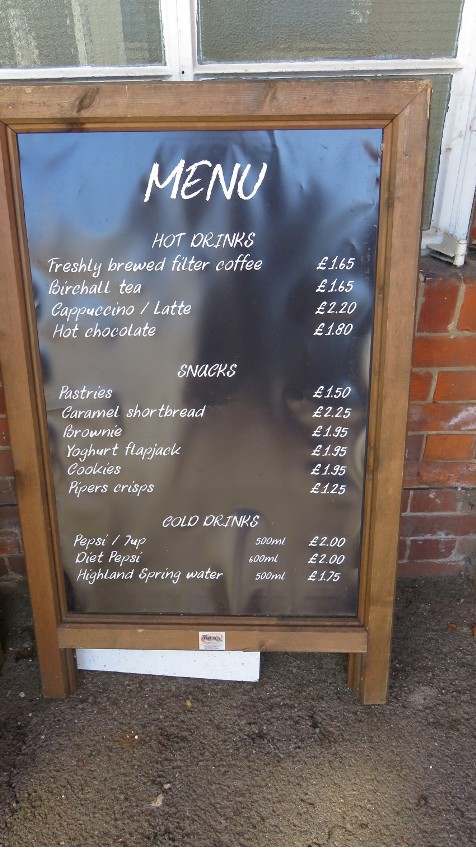 MENU
HOT DRINKS
Freshly brewed filter coffee £1.65
Birchall tea £1.65
Cappuccino / Latte £2.20
Hot chocolate £1.80
SNACKS
Pastries £1.50
Caramel shortbread £2.25
Brownie £1.95
Yoghurt flapjack £1.95
Cookies £1.95
Pipers crisps £1.25
COLD DRINKS
Pepsi / 7up 500ml £2.00
Diet Pepsi 600ml £2.00
Highland Spring water 500ml £1.75